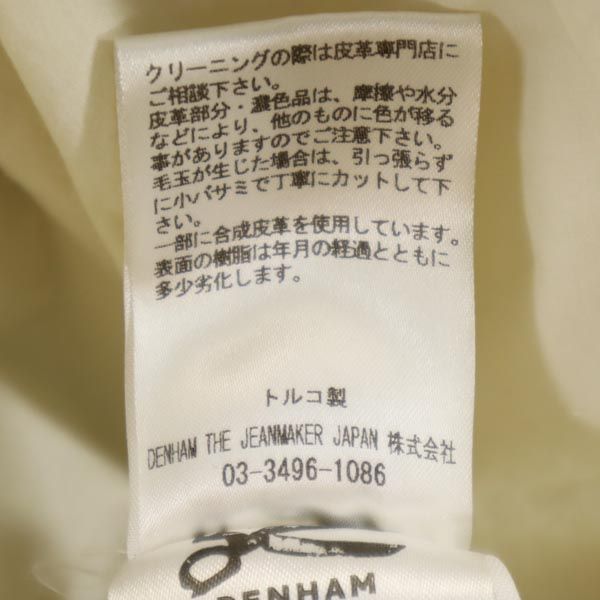 クリーニングの際は皮革専門店に
ご相談下さい。
皮革部分・濃色品は、摩擦や水分
などにより、他のものに色が移る
事がありますのでご注意下さい。
毛玉が生じた場合は、引っ張らず
に小バサミで丁寧にカットして下
さい。
一部に合成皮革を使用しています。
表面の樹脂は年月の経過とともに
多少劣化します。
トルコ製
DENHAM THE JEANMAKER JAPAN 株式会社
03-3496-1086
DENHAM